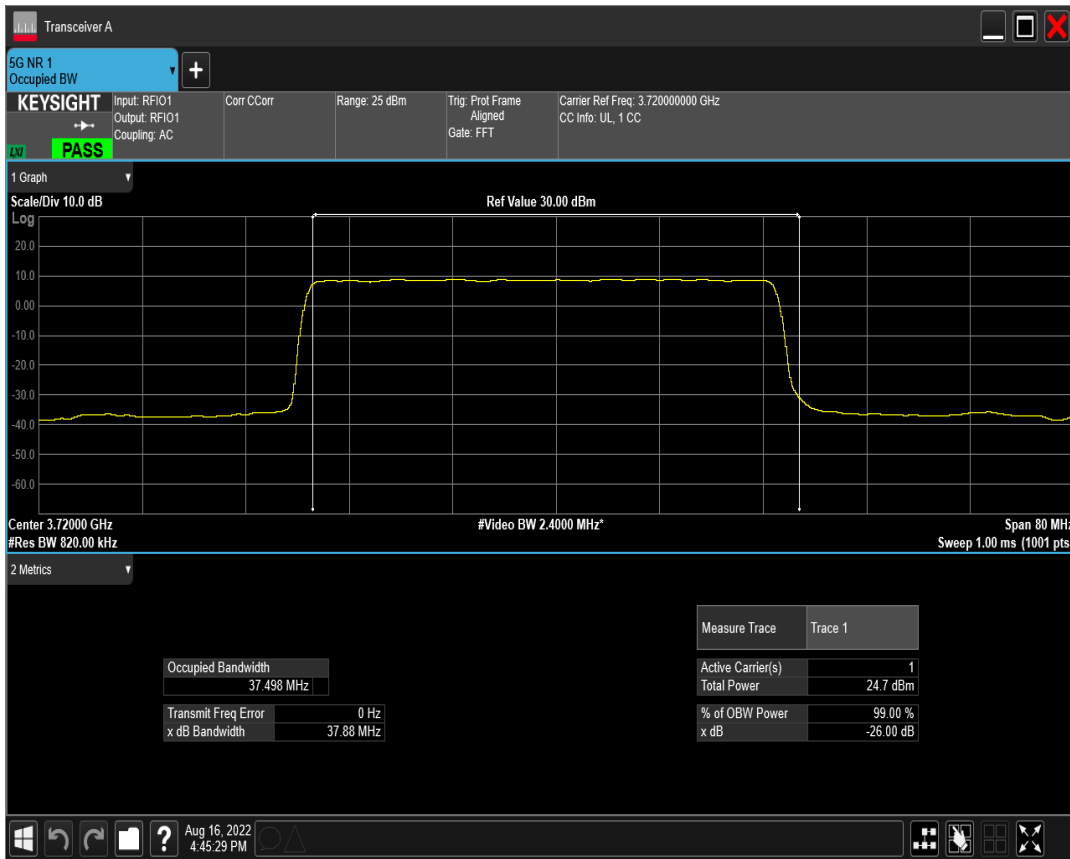 Transceiver A
5G NR 1
Occupied BW
KEYSIGHT
LXI
PASS
Input: RFIO1
Output: RFIO1
Coupling: AC
Corr CCorr
Range: 25 dBm
Trig: Prot Frame
Aligned
Gate: FFT
Carrier Ref Freq: 3.720000000 GHz
CC Info: UL, 1 CC
1 Graph
Scale/Div 10.0 dB
Ref Value 30.00 dBm
Log
20.0
10.0
0.00
-10.0
-20.0
-30.0
-40.0
-50.0
-60.0
Center 3.72000 GHz
#Video BW 2.4000 MHz*
Span 80 MHz
#Res BW 820.00 kHz
Sweep 1.00 ms (1001 pts
2 Metrics
Measure Trace
Trace 1
Occupied Bandwidth
37.498 MHz
Active Carrier(s) 1
Total Power 24.7 dBm
Transmit Freq Error 0 Hz
x dB Bandwidth 37.88 MHz
% of OBW Power 99.00 %
x dB -26.00 dB
?
Aug 16, 2022
4:45:29 PM